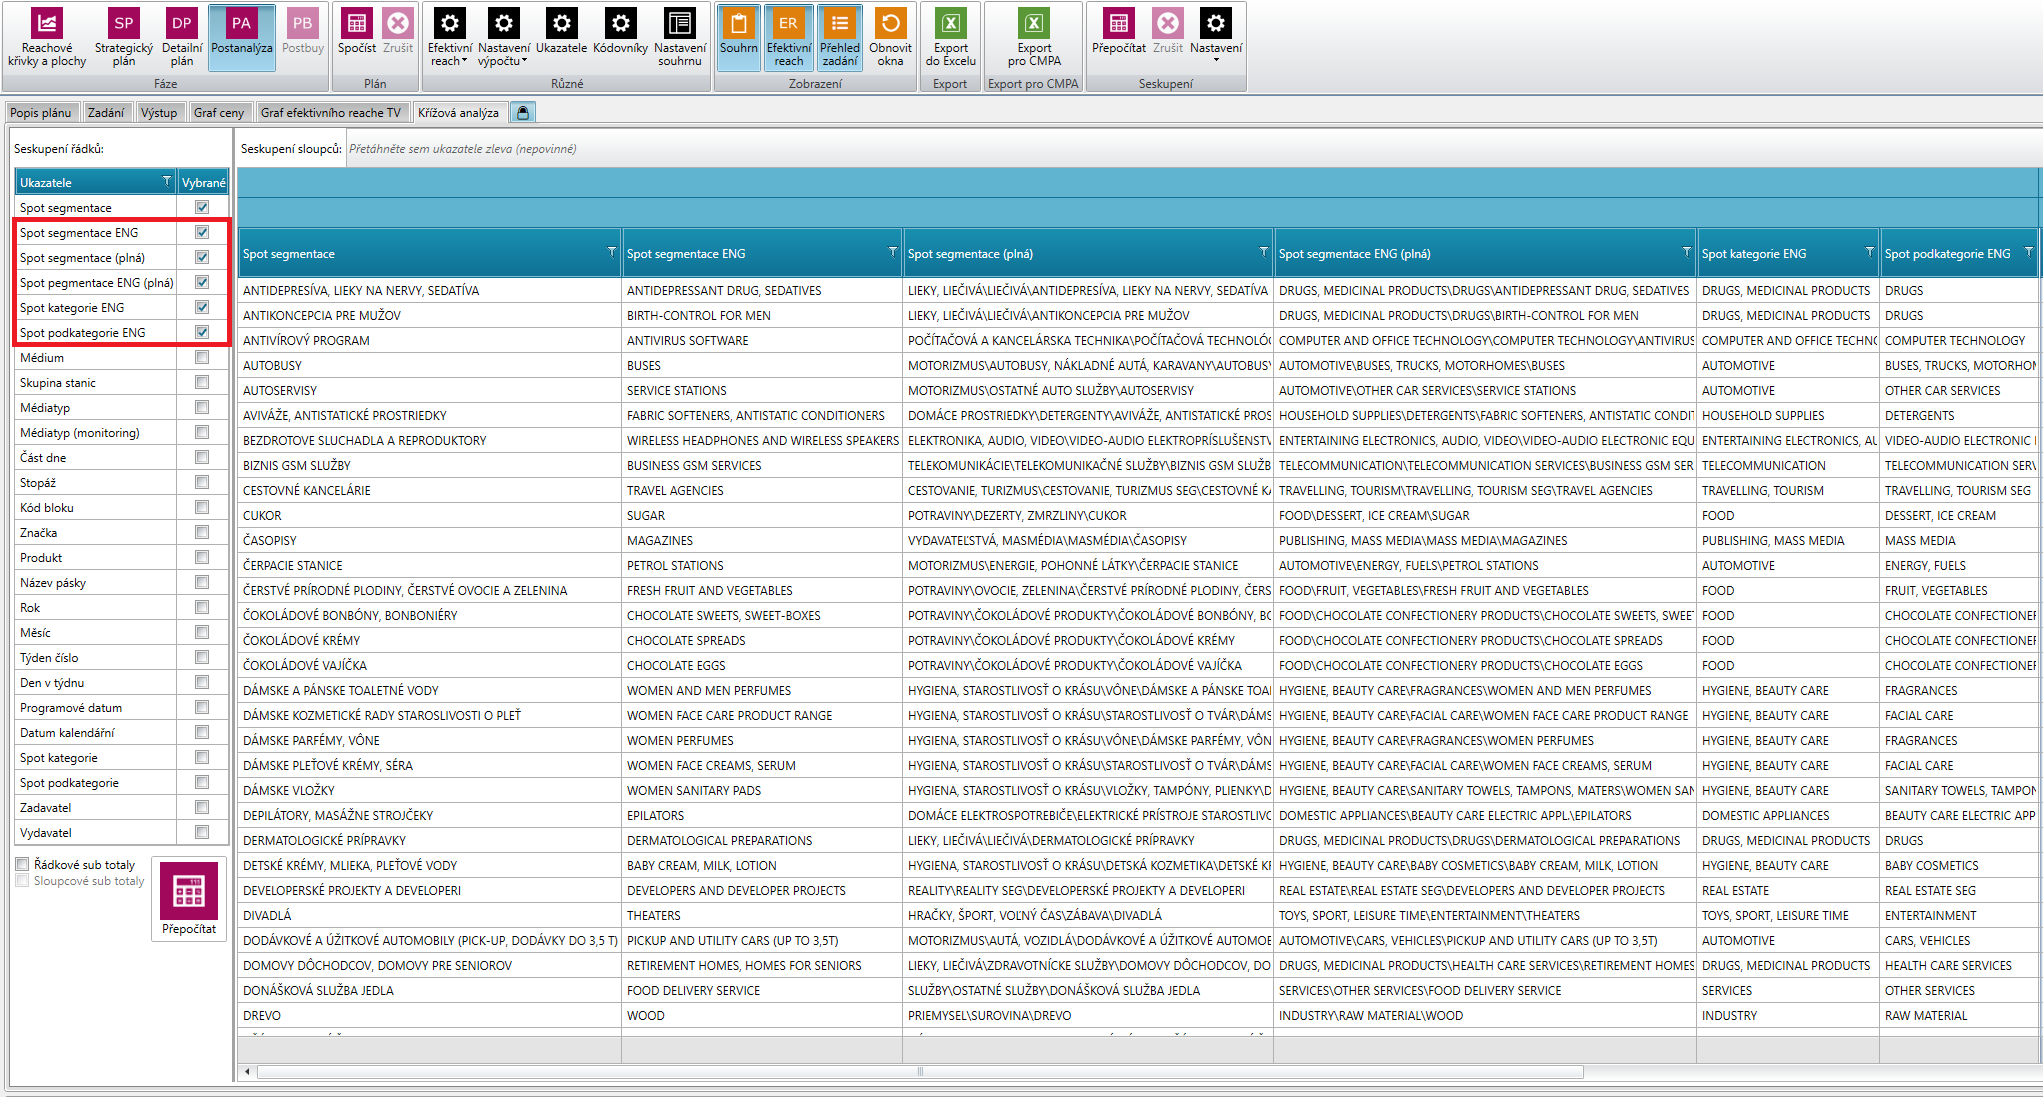 Reachové křivky a plochy
SP Strategický plán
DP Detailní plán
PA Postanalýza
PB Postbuy
Fáze
Spočíst
Zrušit
Plán
Efektivní reach
Nastavení výpočtu
Ukazatele
Kódovníky
Nastavení souhrnu
Různé
Souhrn
ER Efektivní reach
Přehled zadání
Obnovit okna
Zobrazení
Export do Excelu
Export
Export pro CMPA
Export pro CMPA
Přepočítat
Zrušit
Nastavení
Seskupení
Popis plánu Zadání Výstup Graf ceny Graf efektivního reache TV Křížová analýza
Seskupení řádků:
Ukazatele Vybrané
Spot segmentace
Spot segmentace ENG
Spot segmentace (plná)
Spot pegmentace ENG (plná)
Spot kategorie ENG
Spot podkategorie ENG
Médium
Skupina stanic
Médiatyp
Médiatyp (monitoring)
Část dne
Stopáž
Kód bloku
Značka
Produkt
Název pásky
Rok
Měsíc
Týden číslo
Den v týdnu
Programové datum
Datum kalendářní
Spot kategorie
Spot podkategorie
Zadavatel
Vydavatel
Řádkové sub totaly
Sloupcové sub totaly
Přepočítat
Seskupení sloupců: Přetáhněte sem ukazatele zleva (nepovinné)
Spot segmentace Spot segmentace ENG Spot segmentace (plná) Spot segmentace ENG (plná) Spot kategorie ENG Spot podkategorie ENG
ANTIDEPRESÍVA, LIEKY NA NERVY, SEDATÍVA ANTIDEPRESSANT DRUG, SEDATIVES LIEKY, LIEČIVÁ\LIEČIVÁ\ANTIDEPRESÍVA, LIEKY NA NERVY, SEDATÍVA DRUGS, MEDICINAL PRODUCTS\DRUGS\ANTIDEPRESSANT DRUG, SEDATIVES DRUGS, MEDICINAL PRODUCTS DRUGS
ANTIKONCEPCIA PRE MUŽOV BIRTH-CONTROL FOR MEN LIEKY, LIEČIVÁ\LIEČIVÁ\ANTIKONCEPCIA PRE MUŽOV DRUGS, MEDICINAL PRODUCTS\DRUGS\BIRTH-CONTROL FOR MEN DRUGS, MEDICINAL PRODUCTS DRUGS
ANTIVÍROVÝ PROGRAM ANTIVIRUS SOFTWARE POČÍTAČOVÁ A KANCELÁRSKA TECHNIKA\POČÍTAČOVÁ TECHNOLÓG COMPUTER AND OFFICE TECHNOLOGY\COMPUTER TECHNOLOGY\ANTIVIRUS COMPUTER AND OFFICE TECHNO COMPUTER TECHNOLOGY
AUTOBUSY BUSES MOTORIZMUS\AUTOBUSY, NÁKLADNÉ AUTÁ, KARAVANY\AUTOBUSY AUTOMOTIVE\BUSES, TRUCKS, MOTORHOMES\BUSES AUTOMOTIVE BUSES, TRUCKS, MOTORHOM
AUTOSERVISY SERVICE STATIONS MOTORIZMUS\OSTATNÉ AUTO SLUŽBY\AUTOSERVISY AUTOMOTIVE\OTHER CAR SERVICES\SERVICE STATIONS AUTOMOTIVE OTHER CAR SERVICES
AVIVÁŽE, ANTISTATICKÉ PROSTRIEDKY FABRIC SOFTENERS, ANTISTATIC CONDITIONERS DOMÁCE PROSTRIEDKY\DETERGENTY\AVIVÁŽE, ANTISTATICKÉ PROS HOUSEHOLD SUPPLIES\DETERGENTS\FABRIC SOFTENERS, ANTISTATIC CONDIT HOUSEHOLD SUPPLIES DETERGENTS
BEZDROTOVE SLUCHADLA A REPRODUKTORY WIRELESS HEADPHONES AND WIRELESS SPEAKERS ELEKTRONIKA, AUDIO, VIDEO\VIDEO-AUDIO ELEKTROPRÍSLUŠENSTV ENTERTAINING ELECTRONICS, AUDIO, VIDEO\VIDEO-AUDIO ELECTRONIC EQU ENTERTAINING ELECTRONICS, AU VIDEO-AUDIO ELECTRONIC
BIZNIS GSM SLUŽBY BUSINESS GSM SERVICES TELEKOMUNIKÁCIE\TELEKOMUNIKAČNÉ SLUŽBY\BIZNIS GSM SLUŽB TELECOMMUNICATION\TELECOMMUNICATION SERVICES\BUSINESS GSM SER TELECOMMUNICATION TELECOMMUNICATION SERV
CESTOVNÉ KANCELÁRIE TRAVEL AGENCIES CESTOVANIE, TURIZMUS\CESTOVANIE, TURIZMUS SEG\CESTOVNÉ KA TRAVELLING, TOURISM\TRAVELLING, TOURISM SEG\TRAVEL AGENCIES TRAVELLING, TOURISM TRAVELLING, TOURISM SEG
CUKOR SUGAR POTRAVINY\DEZERTY, ZMRZLINY\CUKOR FOOD\DESSERT, ICE CREAM\SUGAR FOOD DESSERT, ICE CREAM
ČASOPISY MAGAZINES VYDAVATEĽSTVÁ, MASMÉDIA\MASMÉDIA\ČASOPISY PUBLISHING, MASS MEDIA\MASS MEDIA\MAGAZINES PUBLISHING, MASS MEDIA MASS MEDIA
ČERPACIE STANICE PETROL STATIONS MOTORIZMUS\ENERGIE, POHONNÉ LÁTKY\ČERPACIE STANICE AUTOMOTIVE\ENERGY, FUELS\PETROL STATIONS AUTOMOTIVE ENERGY, FUELS
ČERSTVÉ PRÍRODNÉ PLODINY, ČERSTVÉ OVOCIE A ZELENINA FRESH FRUIT AND VEGETABLES POTRAVINY\OVOCIE, ZELENINA\ČERSTVÉ PRÍRODNÉ PLODINY, ČERS FOOD\FRUIT, VEGETABLES\FRESH FRUIT AND VEGETABLES FOOD FRUIT, VEGETABLES
ČOKOLÁDOVÉ BONBÓNY, BONBONIÉRY CHOCOLATE SWEETS, SWEET-BOXES POTRAVINY\ČOKOLÁDOVÉ PRODUKTY\ČOKOLÁDOVÉ BONBÓNY, BO FOOD\CHOCOLATE CONFECTIONERY PRODUCTS\CHOCOLATE SWEETS, SWEET FOOD CHOCOLATE CONFECTIONER
ČOKOLÁDOVÉ KRÉMY CHOCOLATE SPREADS POTRAVINY\ČOKOLÁDOVÉ PRODUKTY\ČOKOLÁDOVÉ KRÉMY FOOD\CHOCOLATE CONFECTIONERY PRODUCTS\CHOCOLATE SPREADS FOOD CHOCOLATE CONFECTIONER
ČOKOLÁDOVÉ VAJÍČKA CHOCOLATE EGGS POTRAVINY\ČOKOLÁDOVÉ PRODUKTY\ČOKOLÁDOVÉ VAJÍČKA FOOD\CHOCOLATE CONFECTIONERY PRODUCTS\CHOCOLATE EGGS FOOD CHOCOLATE CONFECTIONER
DÁMSKE A PÁNSKE TOALETNÉ VODY WOMEN AND MEN PERFUMES HYGIENA, STAROSTLIVOSŤ O KRÁSU\VÔNE\DÁMSKE A PÁNSKE TOAL HYGIENE, BEAUTY CARE\FRAGRANCES\WOMEN AND MEN PERFUMES HYGIENE, BEAUTY CARE FRAGRANCES
DÁMSKE KOZMETICKÉ RADY STAROSLIVOSTI O PLEŤ WOMEN FACE CARE PRODUCT RANGE HYGIENA, STAROSTLIVOSŤ O KRÁSU\STAROSTLIVOSŤ O TVÁR\DÁMS HYGIENE, BEAUTY CARE\FACIAL CARE\WOMEN FACE CARE PRODUCT RANGE HYGIENE, BEAUTY CARE FACIAL CARE
DÁMSKE PARFÉMY, VÔNE WOMEN PERFUMES HYGIENA, STAROSTLIVOSŤ O KRÁSU\VÔNE\DÁMSKE PARFÉMY, VÔN HYGIENE, BEAUTY CARE\FRAGRANCES\WOMEN PERFUMES HYGIENE, BEAUTY CARE FRAGRANCES
DÁMSKE PLEŤOVÉ KRÉMY, SÉRA WOMEN FACE CREAMS, SERUM HYGIENA, STAROSTLIVOSŤ O KRÁSU\STAROSTLIVOSŤ O TVÁR\DÁMS HYGIENE, BEAUTY CARE\FACIAL CARE\WOMEN FACE CREAMS, SERUM HYGIENE, BEAUTY CARE FACIAL CARE
DÁMSKE VLOŽKY WOMEN SANITARY PADS HYGIENA, STAROSTLIVOSŤ O KRÁSU\VLOŽKY, TAMPÓNY, PLIENKY\D HYGIENE, BEAUTY CARE\SANITARY TOWELS, TAMPONS, MATERS\WOMEN SAN HYGIENE, BEAUTY CARE SANITARY TOWELS, TAMPON
DEPILÁTORY, MASÁŽNE STROJČEKY EPILATORS DOMÁCE ELEKTROSPOTREBIČE\ELEKTRICKÉ PRÍSTROJE STAROSTLIVO DOMESTIC APPLIANCES\BEAUTY CARE ELECTRIC APPL.\EPILATORS DOMESTIC APPLIANCES BEAUTY CARE ELECTRIC APP
DERMATOLOGICKÉ PRÍPRAVKY DERMATOLOGICAL PREPARATIONS LIEKY, LIEČIVÁ\LIEČIVÁ\DERMATOLOGICKÉ PRÍPRAVKY DRUGS, MEDICINAL PRODUCTS\DRUGS\DERMATOLOGICAL PREPARATIONS DRUGS, MEDICINAL PRODUCTS DRUGS
DETSKÉ KRÉMY, MLIEKA, PLEŤOVÉ VODY BABY CREAM, MILK, LOTION HYGIENA, STAROSTLIVOSŤ O KRÁSU\DETSKÁ KOZMETIKA\DETSKÉ KR HYGIENE, BEAUTY CARE\BABY COSMETICS\BABY CREAM, MILK, LOTION HYGIENE, BEAUTY CARE BABY COSMETICS
DEVELOPERSKÉ PROJEKTY A DEVELOPERI DEVELOPERS AND DEVELOPER PROJECTS REALITY\REALITY SEG\DEVELOPERSKÉ PROJEKTY A DEVELOPERI REAL ESTATE\REAL ESTATE SEG\DEVELOPERS AND DEVELOPER PROJECTS REAL ESTATE REAL ESTATE SEG
DIVADLÁ THEATERS HRAČKY, ŠPORT, VOĽNÝ ČAS\ZÁBAVA\DIVADLÁ TOYS, SPORT, LEISURE TIME\ENTERTAINMENT\THEATERS TOYS, SPORT, LEISURE TIME ENTERTAINMENT
DODÁVKOVÉ A ÚŽITKOVÉ AUTOMOBILY (PICK-UP, DODÁVKY DO 3,5 T) PICKUP AND UTILITY CARS (UP TO 3,5T) MOTORIZMUS\AUTÁ, VOZIDLÁ\DODÁVKOVÉ A ÚŽITKOVÉ AUTOMOB AUTOMOTIVE\CARS, VEHICLES\PICKUP AND UTILITY CARS (UP TO 3,5T) AUTOMOTIVE CARS, VEHICLES
DOMOVY DÔCHODCOV, DOMOVY PRE SENIOROV RETIREMENT HOMES, HOMES FOR SENIORS LIEKY, LIEČIVÁ\ZDRAVOTNÍCKE SLUŽBY\DOMOVY DÔCHODCOV, DO DRUGS, MEDICINAL PRODUCTS\HEALTH CARE SERVICES\RETIREMENT HOMES DRUGS, MEDICINAL PRODUCTS HEALTH CARE SERVICES
DONÁŠKOVÁ SLUŽBA JEDLA FOOD DELIVERY SERVICE SLUŽBY\OSTATNÉ SLUŽBY\DONÁŠKOVÁ SLUŽBA JEDLA SERVICES\OTHER SERVICES\FOOD DELIVERY SERVICE SERVICES OTHER SERVICES
DREVO WOOD PRIEMYSEL\SUROVINA\DREVO INDUSTRY\RAW MATERIAL\WOOD INDUSTRY RAW MATERIAL